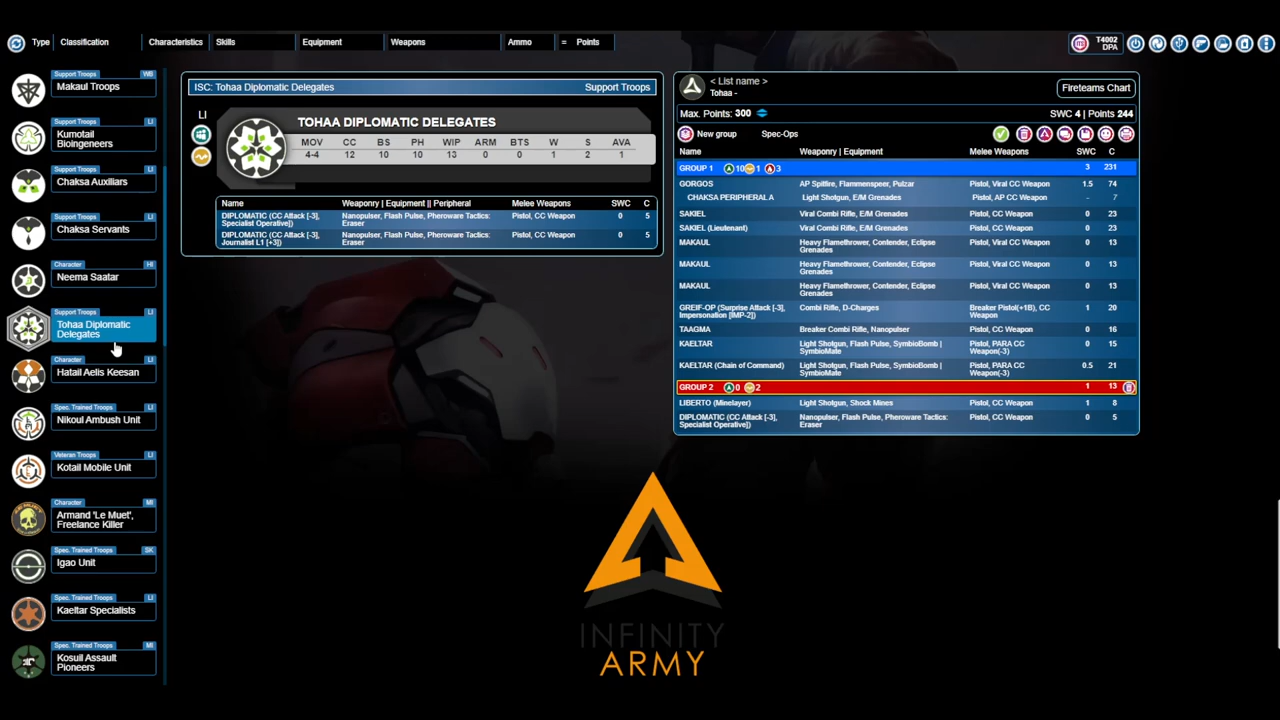 Type Classification Characteristics Skills Equipment Weapons Ammo = Points
T4002
DPA
Support Troops WB
Makaul Troops
Support Troops LI
Kumotail
Bioingeneers
Support Troops LI
Chaksa Auxiliars
Support Troops LI
Chaksa Servants
Character HI
Neema Saatar
Support Troops LI
Tohaa Diplomatic
Delegates
Character LI
Hatail Aelis Keesan
Spec. Trained Troops LI
Nikoul Ambush Unit
Veteran Troops LI
Kotail Mobile Unit
Character MI
Armand 'Le Muet',
Freelance Killer
Spec. Trained Troops SK
Igao Unit
Spec. Trained Troops LI
Kaeltar Specialists
Spec. Trained Troops MI
Kosuil Assault
Pioneers
ISC: Tohaa Diplomatic Delegates Support Troops
LI
TOHAA DIPLOMATIC DELEGATES
MOV CC BS PH WIP ARM BTS W S AVA
4-4 12 10 10 13 0 0 1 2 1
Name Weaponry | Equipment || Peripheral Melee Weapons SWC C
DIPLOMATIC (CC Attack [-3], Nanopulser, Flash Pulse, Pheroware Tactics: Pistol, CC Weapon 0 5
Specialist Operative]) Eraser
DIPLOMATIC (CC Attack [-3], Nanopulser, Flash Pulse, Pheroware Tactics: Pistol, CC Weapon 0 5
Journalist L1 [+3]) Eraser
< List name >
Tohaa -
Fireteams Chart
Max. Points: 300 SWC 4 | Points 244
New group Spec-Ops
Name Weaponry | Equipment Melee Weapons SWC C
GROUP 1 10 1 3 3 231
GORGOS AP Spitfire, Flammenspeer, Pulzar Pistol, Viral CC Weapon 1.5 74
CHAKSA PERIPHERAL A Light Shotgun, E/M Grenades Pistol, AP CC Weapon - 7
SAKIEL Viral Combi Rifle, E/M Grenades Pistol, CC Weapon 0 23
SAKIEL (Lieutenant) Viral Combi Rifle, E/M Grenades Pistol, CC Weapon 0 23
MAKAUL Heavy Flamethrower, Contender, Eclipse Pistol, Viral CC Weapon 0 13
Grenades
MAKAUL Heavy Flamethrower, Contender, Eclipse Pistol, Viral CC Weapon 0 13
Grenades
MAKAUL Heavy Flamethrower, Contender, Eclipse Pistol, Viral CC Weapon 0 13
Grenades
GREIF-OP (Surprise Attack [-3], Combi Rifle, D-Charges Breaker Pistol(+1B), CC 1 20
Impersonation [IMP-2]) Weapon
TAAGMA Breaker Combi Rifle, Nanopulser Pistol, CC Weapon 0 16
KAELTAR Light Shotgun, Flash Pulse, SymbioBomb | Pistol, PARA CC 0 15
SymbioMate Weapon(-3)
KAELTAR (Chain of Command) Light Shotgun, Flash Pulse, SymbioBomb | Pistol, PARA CC 0.5 21
SymbioMate Weapon(-3)
GROUP 2 0 2 1 13
LIBERTO (Minelayer) Light Shotgun, Shock Mines Pistol, CC Weapon 1 8
DIPLOMATIC (CC Attack [-3], Nanopulser, Flash Pulse, Pheroware Tactics: Pistol, CC Weapon 0 5
Specialist Operative]) Eraser
INFINITY
ARMY